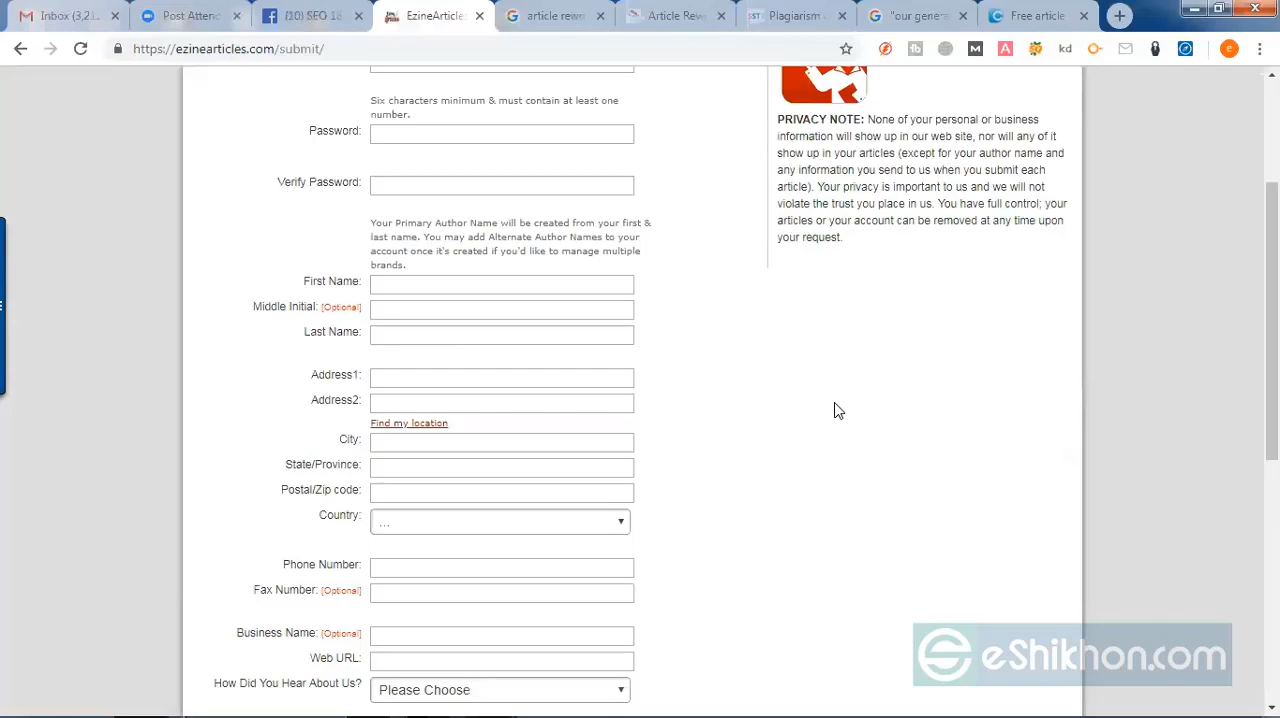 Inbox (3,2
Post Attend
(10) SEO 18
EzineArticles
article rewr
Article Rew
Plagiarism
"our genera
Free article
https://ezinearticles.com/submit/
M
A
kd
e
Six characters minimum & must contain at least one
number.
Password:
Verify Password:
Your Primary Author Name will be created from your first &
last name. You may add Alternate Author Names to your
account once it's created if you'd like to manage multiple
brands.
First Name:
Middle Initial: [Optional]
Last Name:
Address1:
Address2:
Find my location
City:
State/Province:
Postal/Zip code:
Country:
...
Phone Number:
Fax Number: [Optional]
Business Name: [Optional]
Web URL:
How Did You Hear About Us?
Please Choose
PRIVACY NOTE: None of your personal or business
information will show up in our web site, nor will any of it
show up in your articles (except for your author name and
any information you send to us when you submit each
article). Your privacy is important to us and we will not
violate the trust you place in us. You have full control; your
articles or your account can be removed at any time upon
your request.
eShikhon.com